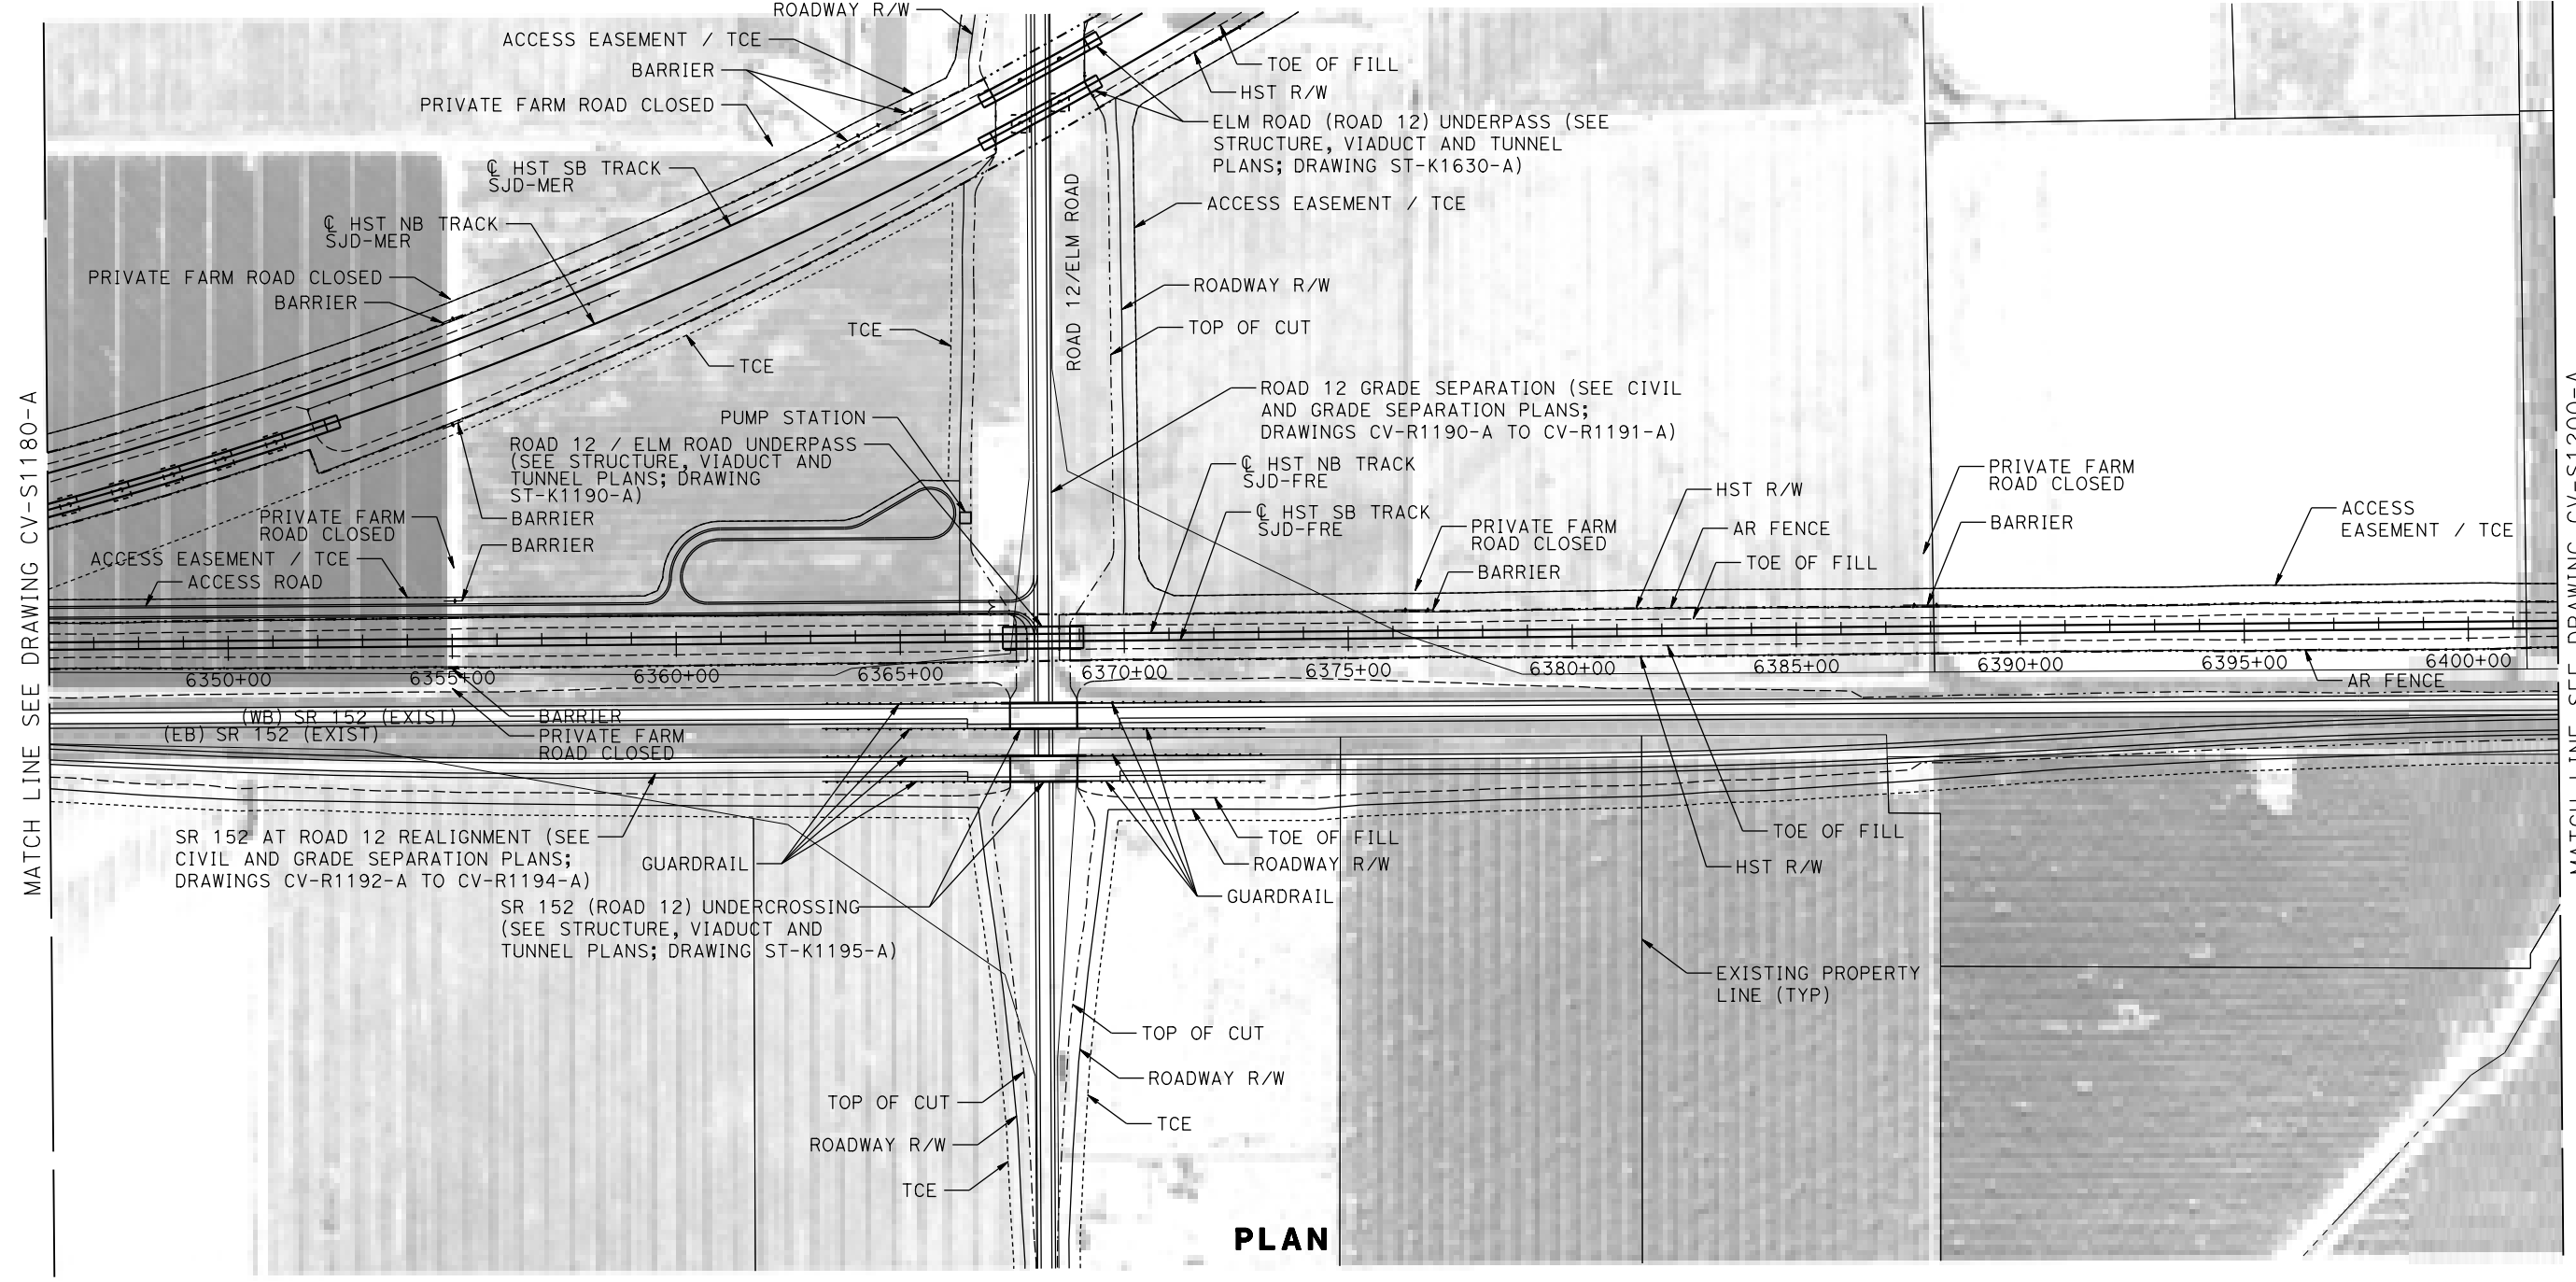 ROADWAY R/W
ACCESS EASEMENT / TCE
BARRIER
PRIVATE FARM ROAD CLOSED
℄ HST SB TRACK
SJD-MER
℄ HST NB TRACK
SJD-MER
PRIVATE FARM ROAD CLOSED
BARRIER
TOE OF FILL
HST R/W
ELM ROAD (ROAD 12) UNDERPASS (SEE
STRUCTURE, VIADUCT AND TUNNEL
PLANS; DRAWING ST-K1630-A)
ACCESS EASEMENT / TCE
ROAD 12/ELM ROAD
ROADWAY R/W
TOP OF CUT
TCE
TCE
ROAD 12 GRADE SEPARATION (SEE CIVIL
AND GRADE SEPARATION PLANS;
DRAWINGS CV-R1190-A TO CV-R1191-A)
PUMP STATION
ROAD 12 / ELM ROAD UNDERPASS
(SEE STRUCTURE, VIADUCT AND
TUNNEL PLANS; DRAWING
ST-K1190-A)
BARRIER
BARRIER
PRIVATE FARM
ROAD CLOSED
ACCESS EASEMENT / TCE
ACCESS ROAD
℄ HST NB TRACK
SJD-FRE
℄ HST SB TRACK
SJD-FRE
PRIVATE FARM
ROAD CLOSED
BARRIER
HST R/W
AR FENCE
TOE OF FILL
PRIVATE FARM
ROAD CLOSED
BARRIER
ACCESS
EASEMENT / TCE
6350+00
6355+00
6360+00
6365+00
6370+00
6375+00
6380+00
6385+00
6390+00
6395+00
6400+00
AR FENCE
(WB) SR 152 (EXIST)
(EB) SR 152 (EXIST)
BARRIER
PRIVATE FARM
ROAD CLOSED
SR 152 AT ROAD 12 REALIGNMENT (SEE
CIVIL AND GRADE SEPARATION PLANS;
DRAWINGS CV-R1192-A TO CV-R1194-A)
GUARDRAIL
SR 152 (ROAD 12) UNDERCROSSING
(SEE STRUCTURE, VIADUCT AND
TUNNEL PLANS; DRAWING ST-K1195-A)
TOE OF FILL
ROADWAY R/W
GUARDRAIL
TOE OF FILL
HST R/W
EXISTING PROPERTY
LINE (TYP)
TOP OF CUT
ROADWAY R/W
TCE
TOP OF CUT
ROADWAY R/W
TCE
PLAN
MATCH LINE SEE DRAWING CV-S1180-A
MATCH LINE SEE DRAWING CV-S1200-A